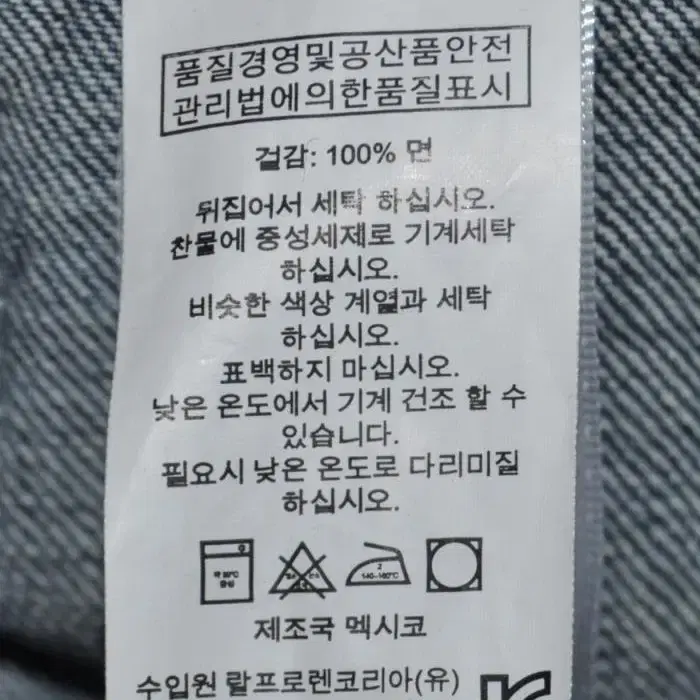 품질경영및공산품안전
관리법에의한품질표시
겉감: 100% 면
뒤집어서 세탁 하십시오.
찬물에 중성세제로 기계세탁
하십시오.
비슷한 색상 계열과 세탁
하십시오.
표백하지 마십시오.
낮은 온도에서 기계 건조 할 수
있습니다.
필요시 낮은 온도로 다리미질
하십시오.
2
140~160℃
제조국 멕시코
수입원 랄프로렌코리아(유)